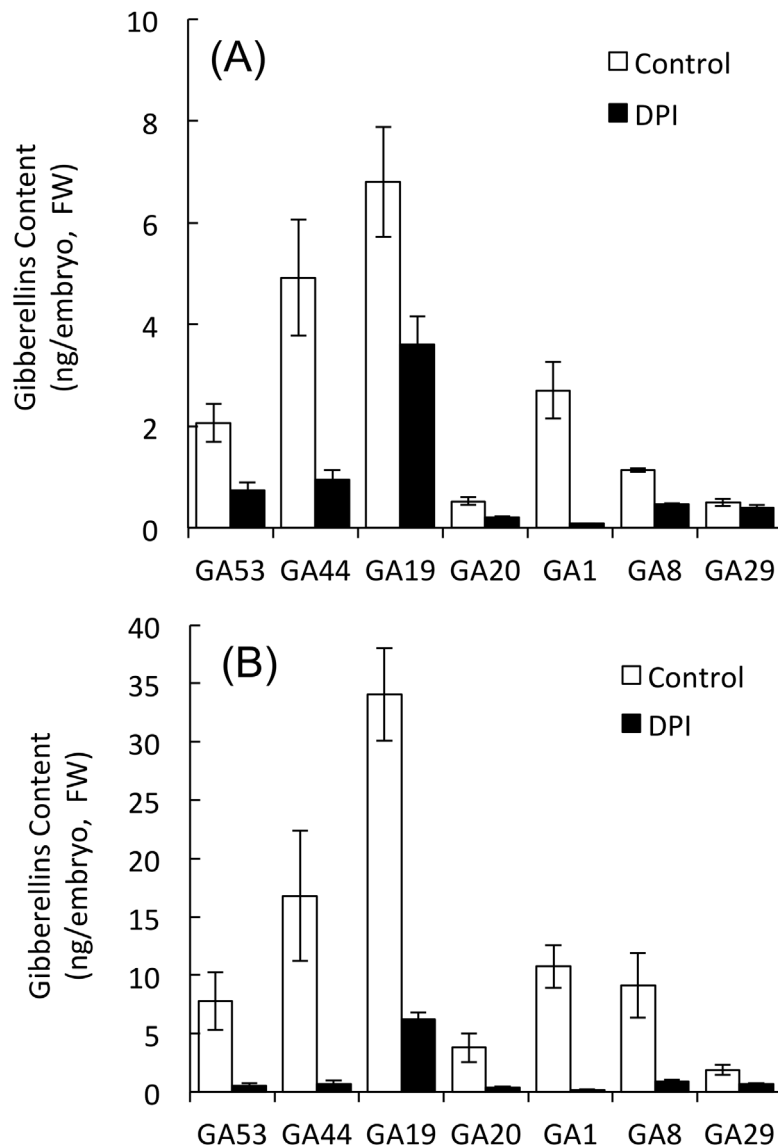 (A)
Control
DPI
Gibberellins Content
(ng/embryo, FW)
10
8
6
4
2
0
GA53 GA44 GA19 GA20 GA1 GA8 GA29
(B)
Control
DPI
Gibberellins Content
(ng/embryo, FW)
40
35
30
25
20
15
10
5
0
GA53 GA44 GA19 GA20 GA1 GA8 GA29